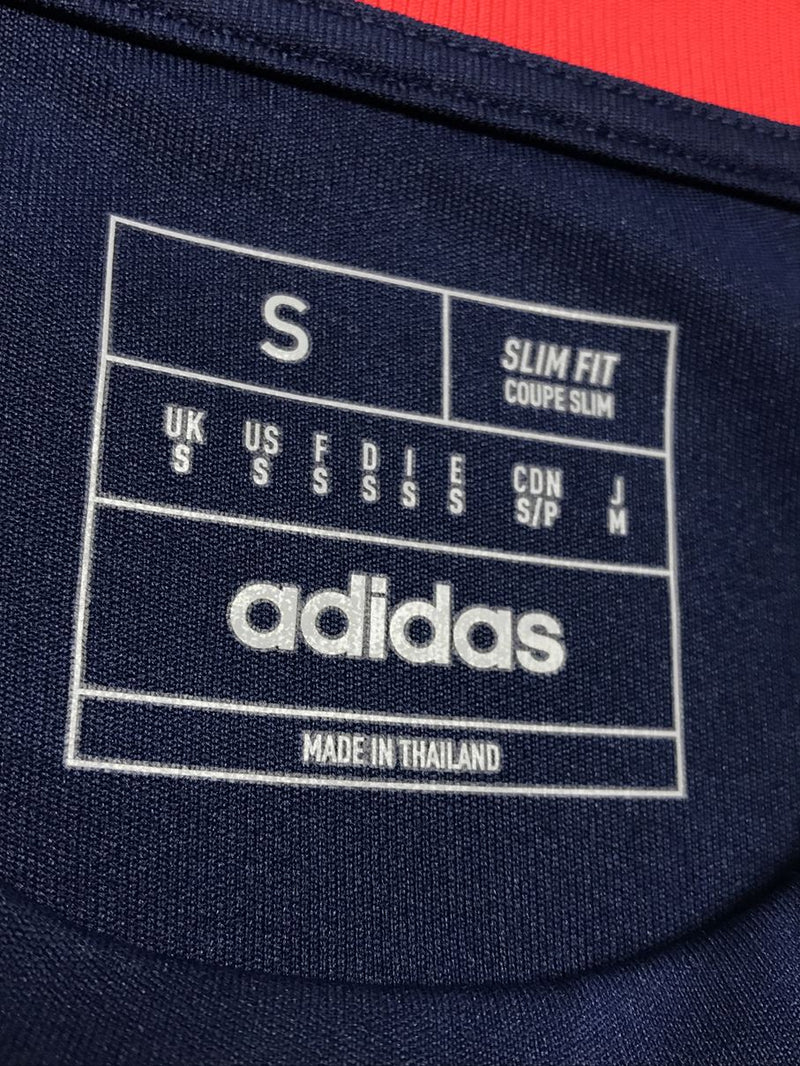 S
SLIM FIT
COUPE SLIM
UK US F D I E CDN J
S S S S S S S/P M
adidas
MADE IN THAILAND